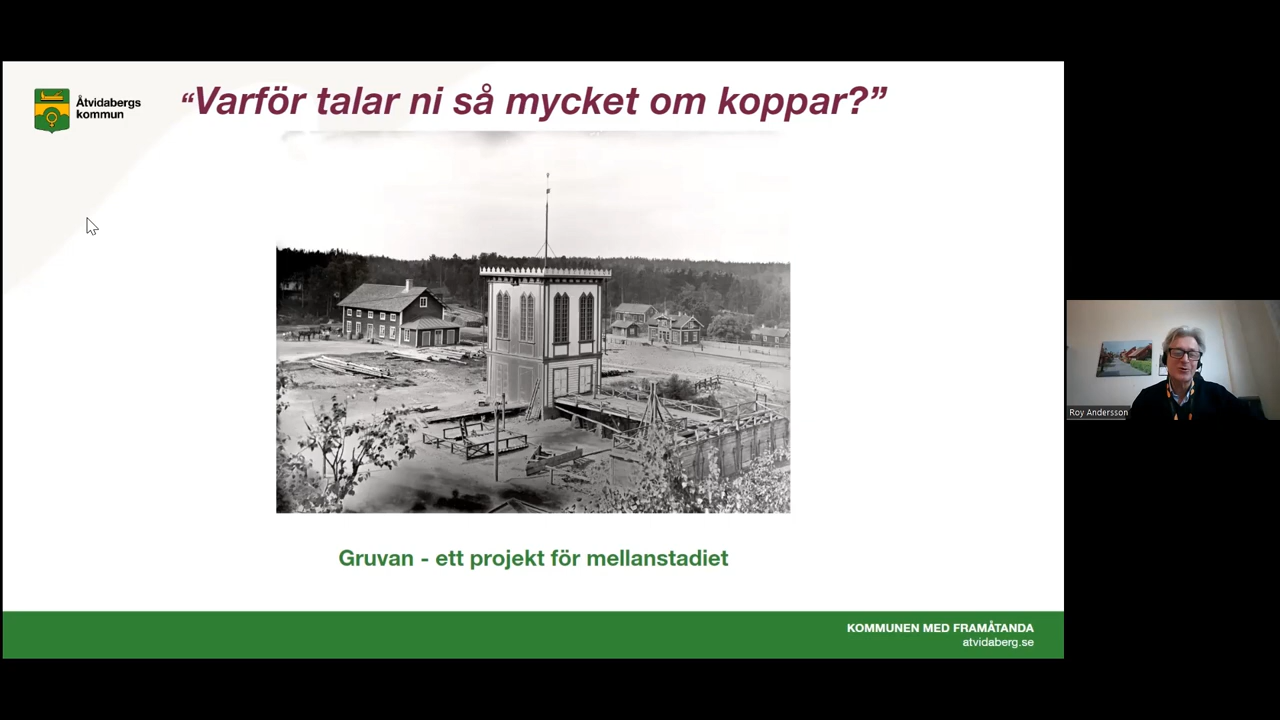 Åtvidabergs
kommun
“Varför talar ni så mycket om koppar?”
Gruvan - ett projekt för mellanstadiet
KOMMUNEN MED FRAMÅTANDA
atvidaberg.se
Roy Andersson